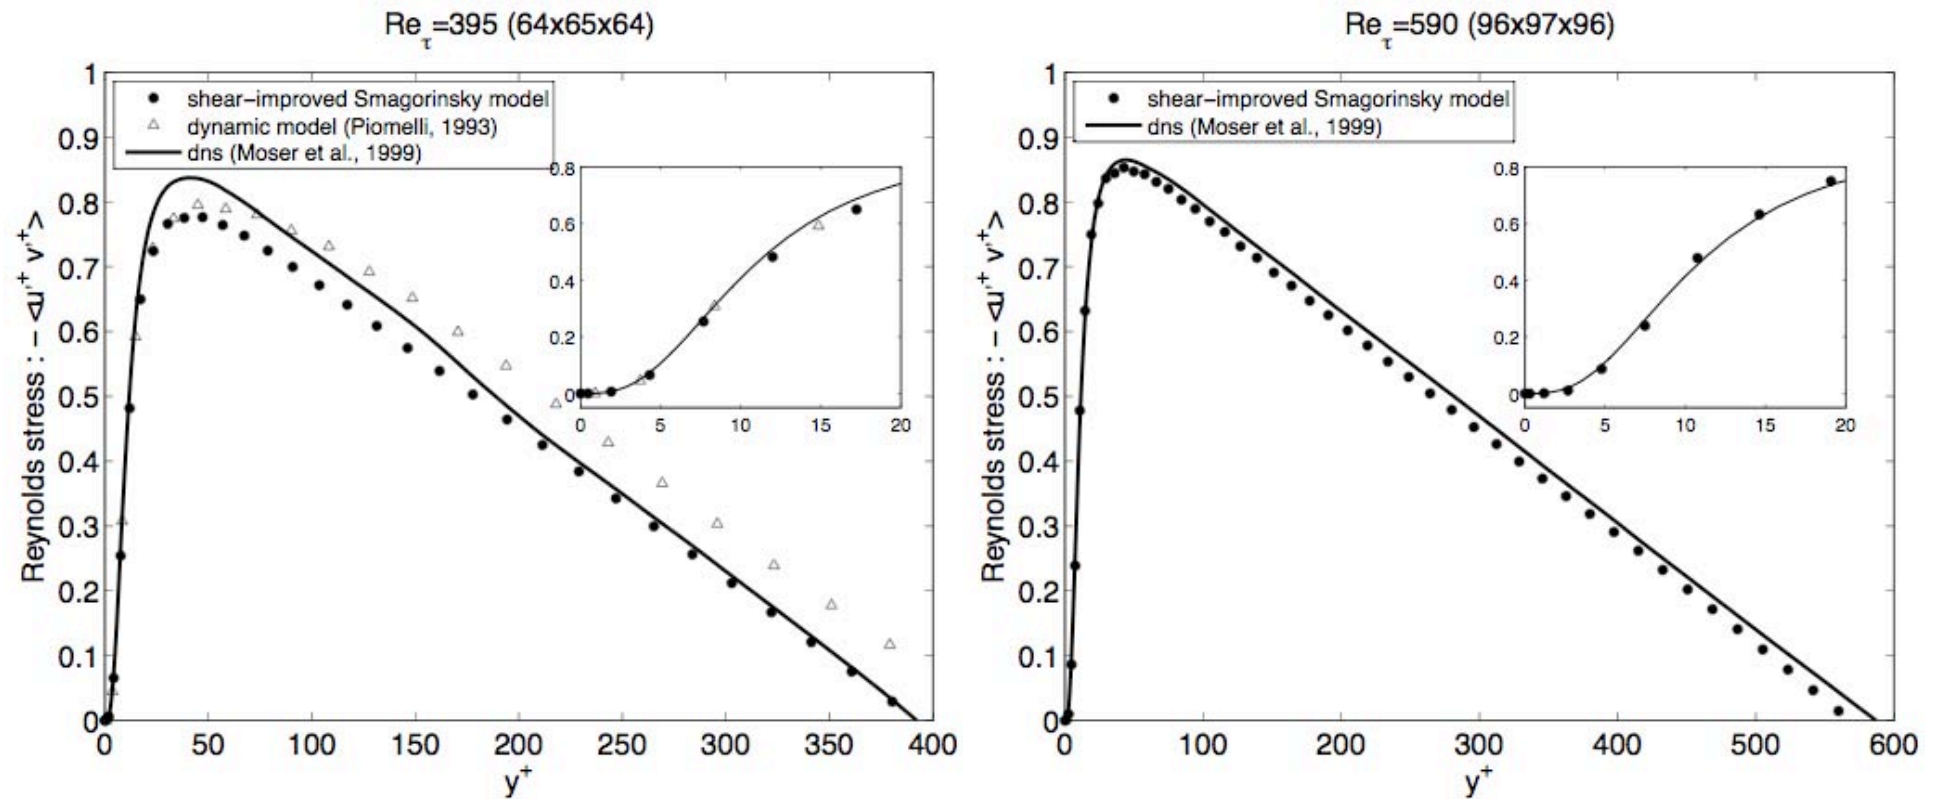 Reτ=395 (64x65x64)
shear−improved Smagorinsky model
dynamic model (Piomelli, 1993)
dns (Moser et al., 1999)
Reynolds stress : − <u'+ v'+>
1
0.9
0.8
0.7
0.6
0.5
0.4
0.3
0.2
0.1
0
0 50 100 150 200 250 300 350 400
y+
0.8
0.6
0.4
0.2
0
0 5 10 15 20
Reτ=590 (96x97x96)
shear−improved Smagorinsky model
dns (Moser et al., 1999)
Reynolds stress : − <u'+ v'+>
1
0.9
0.8
0.7
0.6
0.5
0.4
0.3
0.2
0.1
0
0 100 200 300 400 500 600
y+
0.8
0.6
0.4
0.2
0
0 5 10 15 20